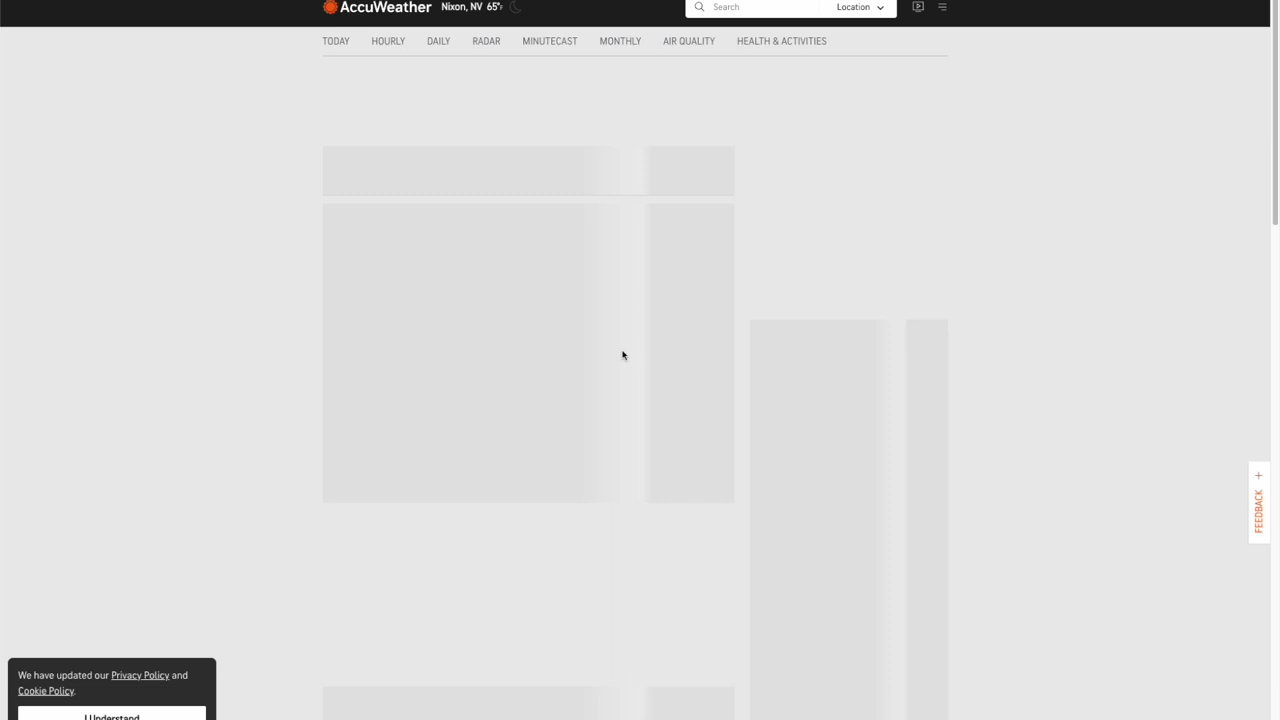 AccuWeather Nixon, NV 65°F Search Location
TODAY HOURLY DAILY RADAR MINUTECAST MONTHLY AIR QUALITY HEALTH & ACTIVITIES
FEEDBACK
We have updated our Privacy Policy and
Cookie Policy.
I Understand